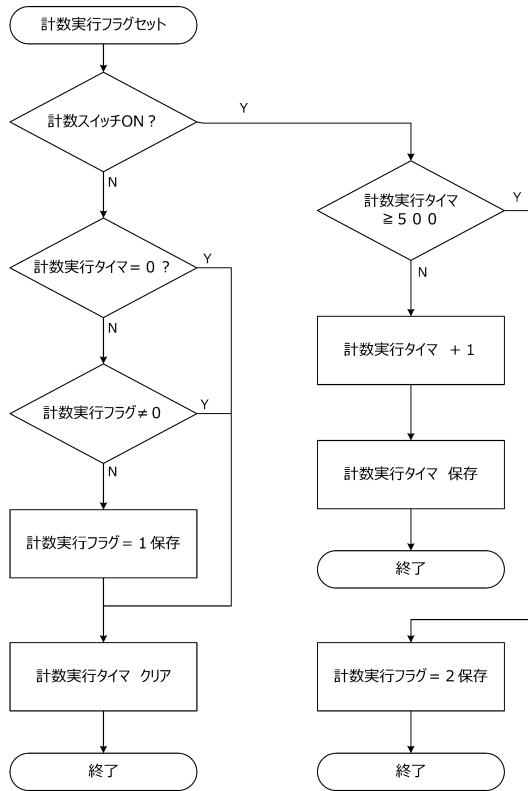 計数実行フラグセット
計数スイッチON？
Y
N
計数実行タイマ
≧５００
Y
N
計数実行タイマ＝０？
Y
N
計数実行タイマ ＋１
計数実行フラグ≠０
Y
N
計数実行タイマ 保存
計数実行フラグ＝１保存
終了
計数実行タイマ クリア
計数実行フラグ＝２保存
終了
終了